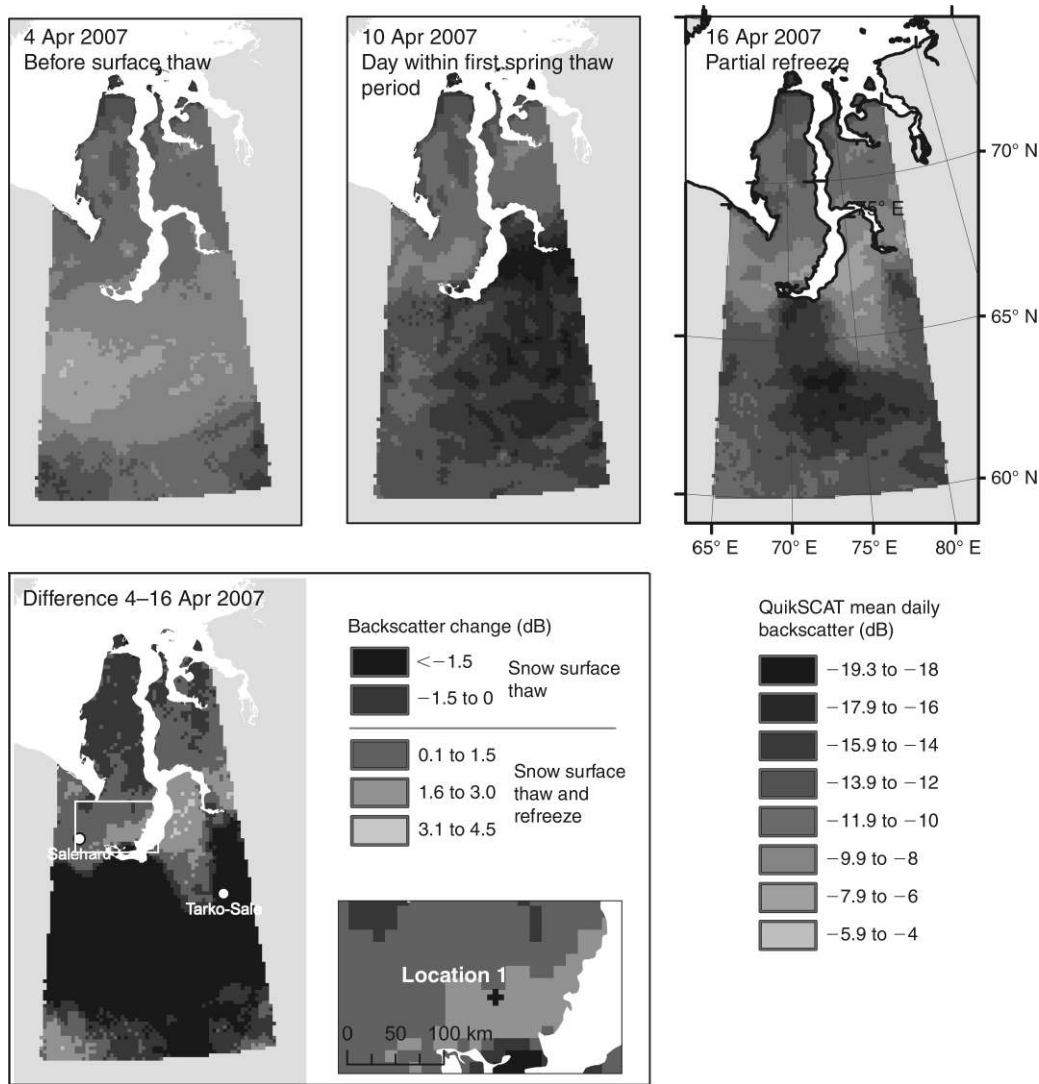 4 Apr 2007
Before surface thaw
10 Apr 2007
Day within first spring thaw
period
16 Apr 2007
Partial refreeze
70° N
75° E
65° N
60° N
65° E
70° E
75° E
80° E
Difference 4–16 Apr 2007
Salehard
Tarko-Sale
Backscatter change (dB)
<−1.5
−1.5 to 0
Snow surface
thaw
0.1 to 1.5
1.6 to 3.0
3.1 to 4.5
Snow surface
thaw and
refreeze
Location 1
0
50
100 km
QuikSCAT mean daily
backscatter (dB)
−19.3 to −18
−17.9 to −16
−15.9 to −14
−13.9 to −12
−11.9 to −10
−9.9 to −8
−7.9 to −6
−5.9 to −4